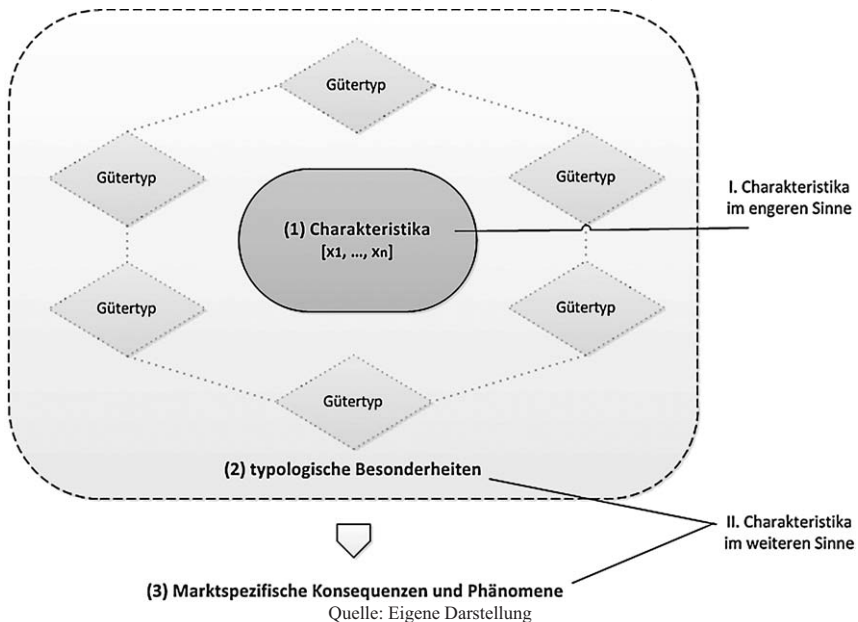 Gütertyp
Gütertyp
Gütertyp
(1) Charakteristika
[x1, ..., xn]
I. Charakteristika
im engeren Sinne
Gütertyp
Gütertyp
Gütertyp
(2) typologische Besonderheiten
II. Charakteristika
im weiteren Sinne
(3) Marktspezifische Konsequenzen und Phänomene
Quelle: Eigene Darstellung